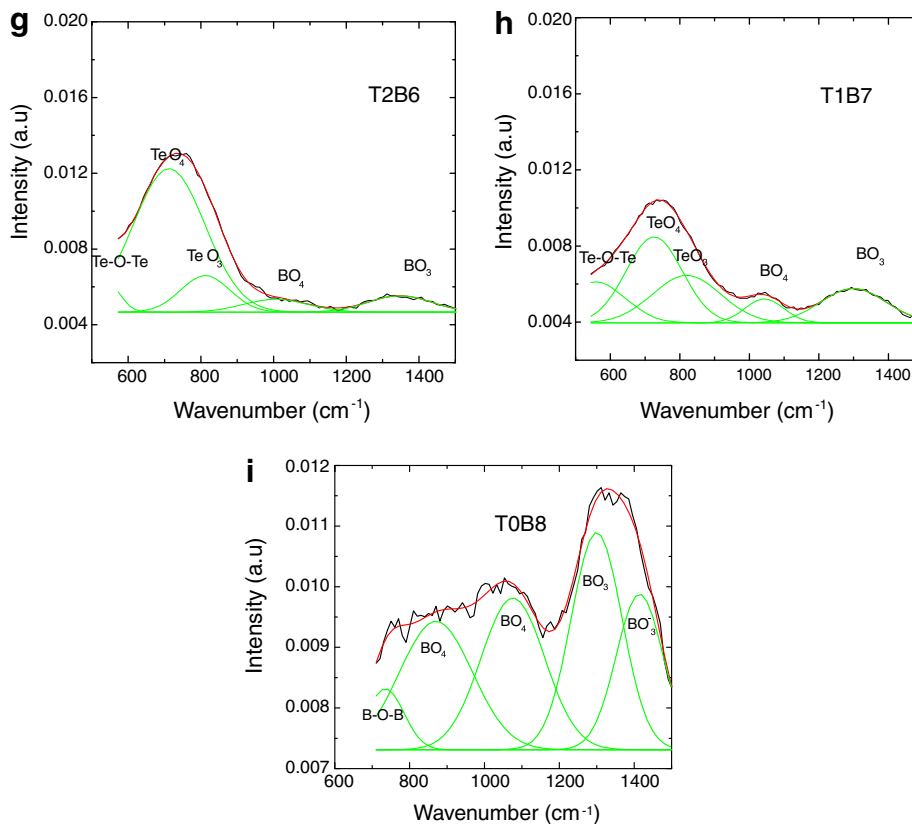 g
T2B6
0.020
0.016
0.012
0.008
0.004
Intensity (a.u)
TeO₄
Te-O-Te
TeO₃
BO₄
BO₃
600 800 1000 1200 1400
Wavenumber (cm⁻¹)
h
T1B7
0.020
0.016
0.012
0.008
0.004
Intensity (a.u)
TeO₄
Te-O-Te
TeO₃
BO₄
BO₃
600 800 1000 1200 1400
Wavenumber (cm⁻¹)
i
T0B8
0.012
0.011
0.010
0.009
0.008
0.007
Intensity (a.u)
BO₃
BO₄
BO₄
BO₃⁻
B-O-B
600 800 1000 1200 1400
Wavenumber (cm⁻¹)